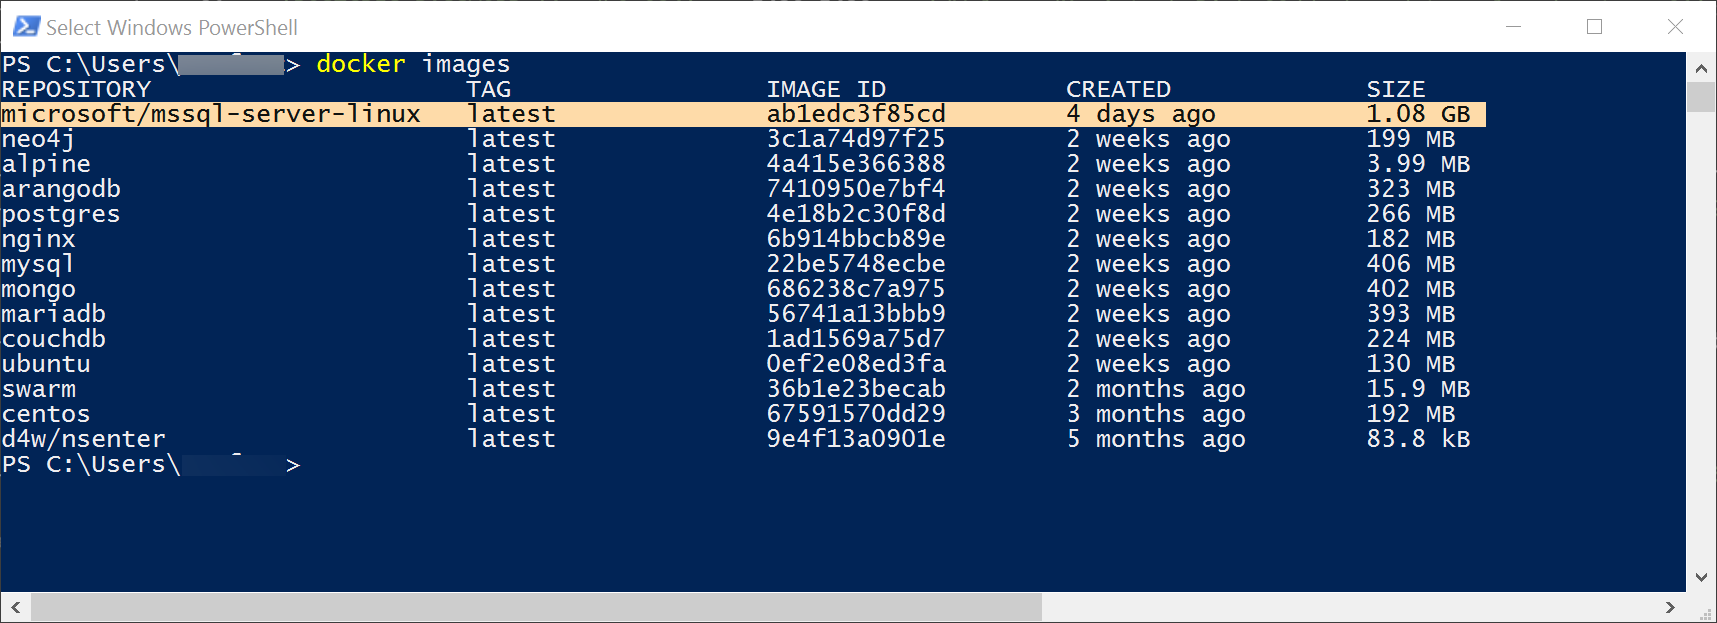 Select Windows PowerShell
PS C:\Users\ > docker images
REPOSITORY TAG IMAGE ID CREATED SIZE
microsoft/mssql-server-linux latest ab1edc3f85cd 4 days ago 1.08 GB
neo4j latest 3c1a74d97f25 2 weeks ago 199 MB
alpine latest 4a415e366388 2 weeks ago 3.99 MB
arangodb latest 7410950e7bf4 2 weeks ago 323 MB
postgres latest 4e18b2c30f8d 2 weeks ago 266 MB
nginx latest 6b914bbcb89e 2 weeks ago 182 MB
mysql latest 22be5748ecbe 2 weeks ago 406 MB
mongo latest 686238c7a975 2 weeks ago 402 MB
mariadb latest 56741a13bbb9 2 weeks ago 393 MB
couchdb latest 1ad1569a75d7 2 weeks ago 224 MB
ubuntu latest 0ef2e08ed3fa 2 weeks ago 130 MB
swarm latest 36b1e23becab 2 months ago 15.9 MB
centos latest 67591570dd29 3 months ago 192 MB
d4w/nsenter latest 9e4f13a0901e 5 months ago 83.8 kB
PS C:\Users\ >